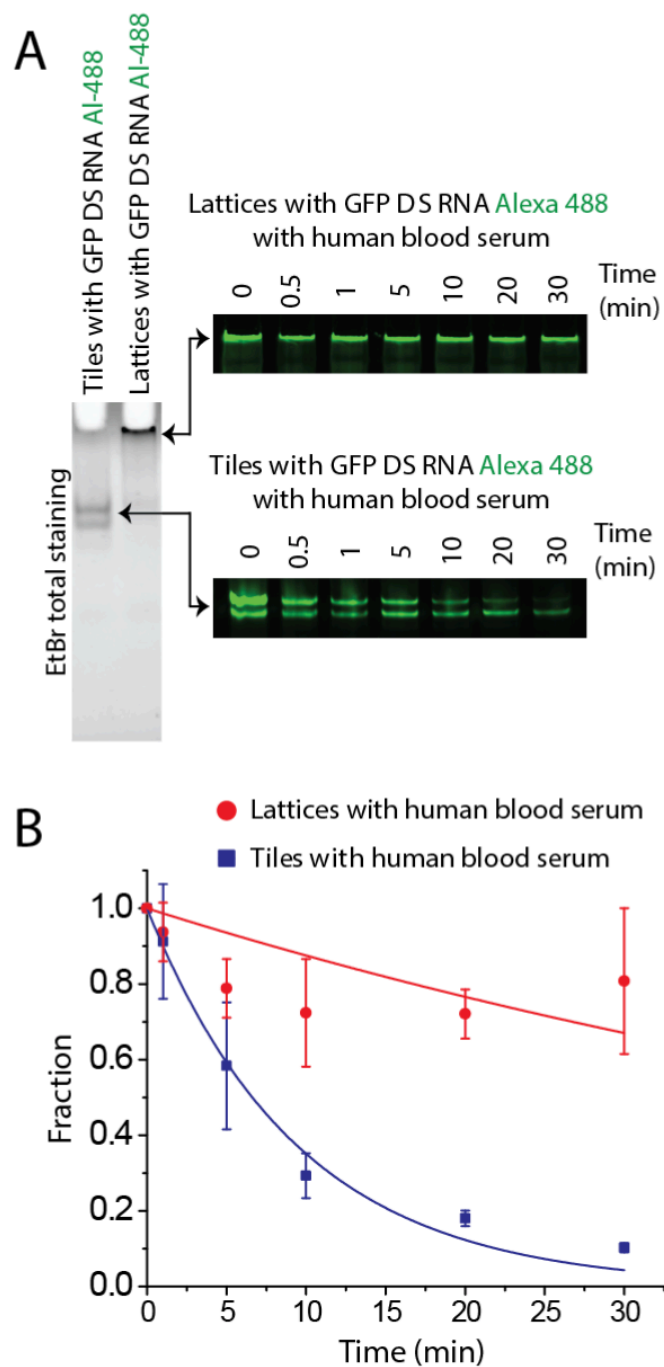 A
Tiles with GFP DS RNA Al-488
Lattices with GFP DS RNA Al-488
EtBr total staining
Lattices with GFP DS RNA Alexa 488
with human blood serum
0 0.5 1 5 10 20 30
Time
(min)
Tiles with GFP DS RNA Alexa 488
with human blood serum
0 0.5 1 5 10 20 30
Time
(min)
B
Lattices with human blood serum
Tiles with human blood serum
Fraction
1.0
0.8
0.6
0.4
0.2
0.0
0 5 10 15 20 25 30
Time (min)